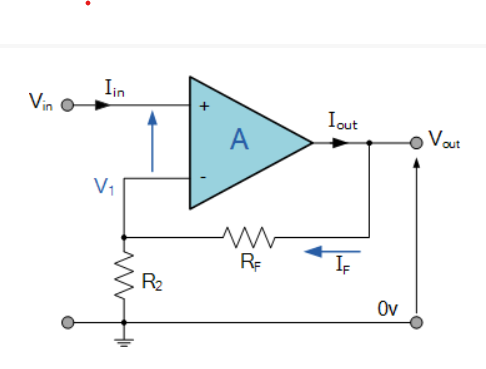 Vin
Iin
+
A
Iout
Vout
V1
-
RF
IF
R2
0v